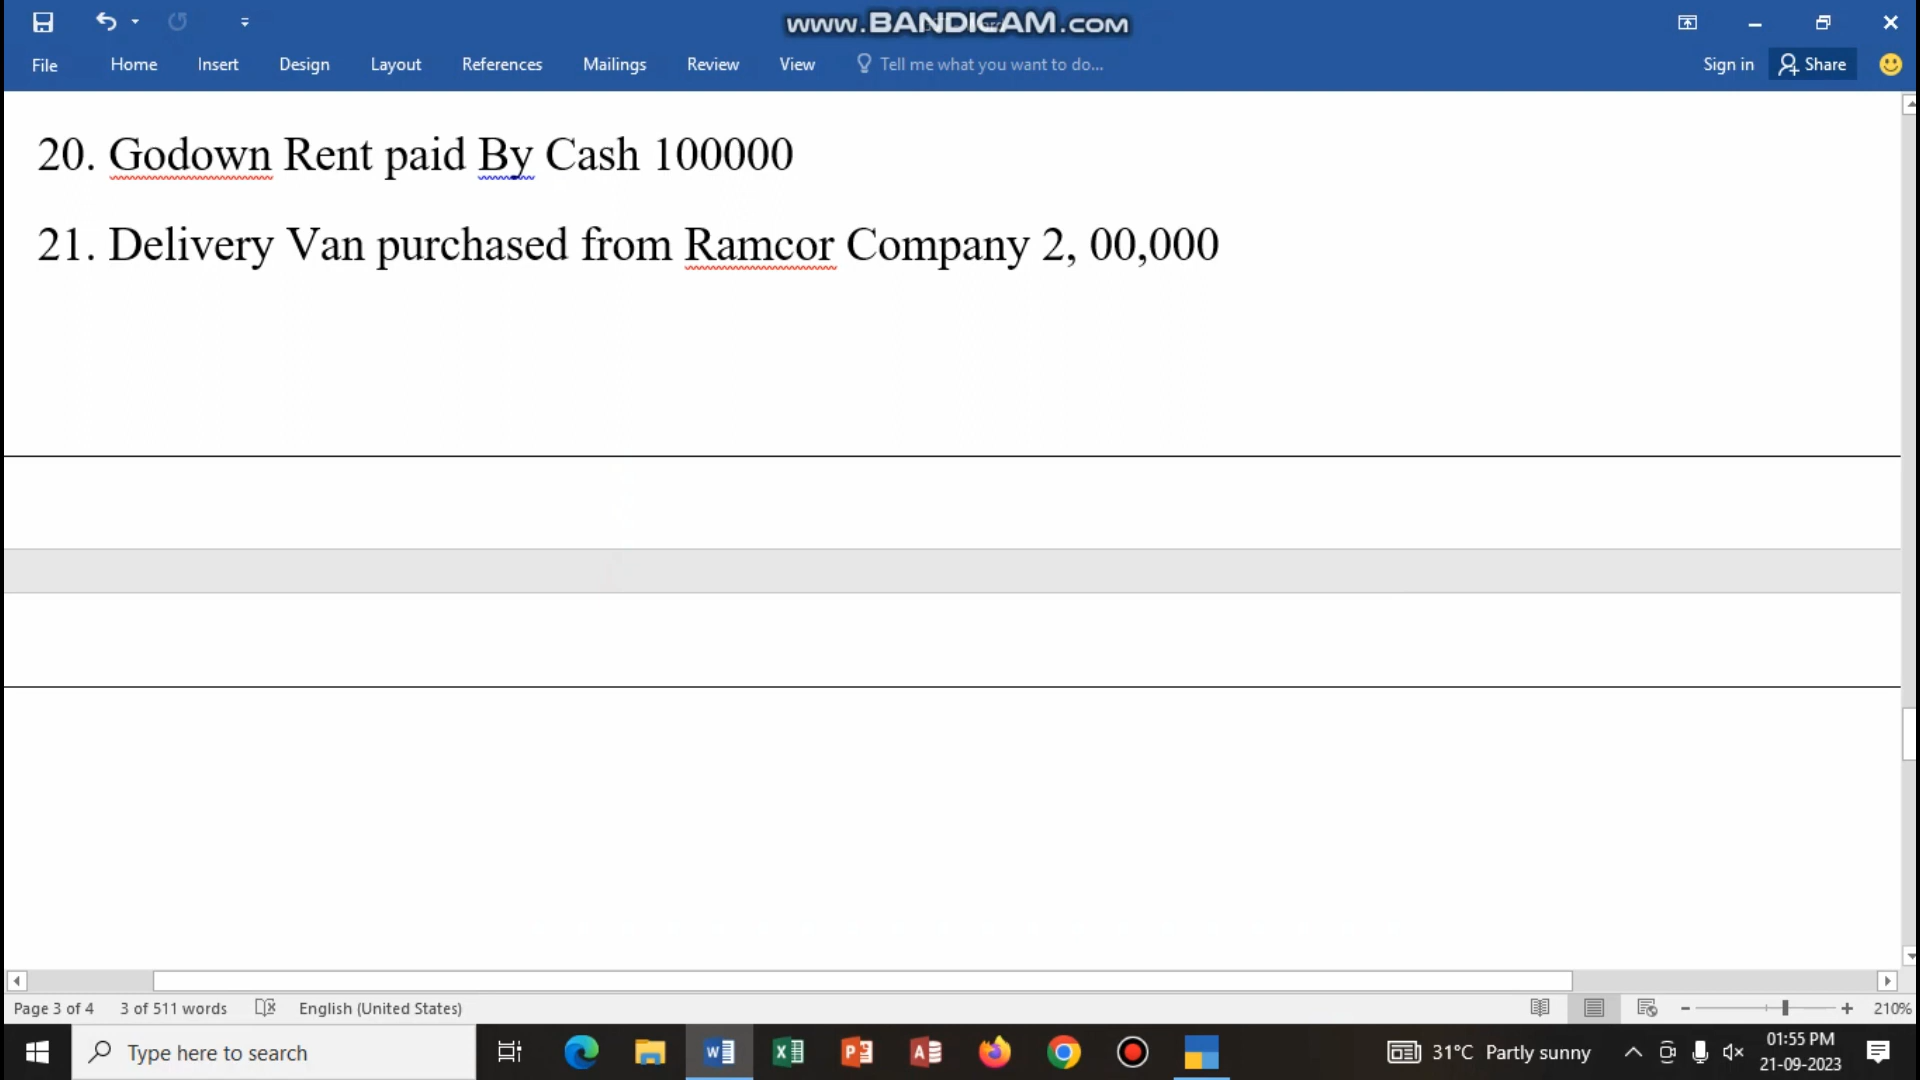 www.BANDICAM.com
File Home Insert Design Layout References Mailings Review View Tell me what you want to do... Sign in Share
20. Godown Rent paid By Cash 100000
21. Delivery Van purchased from Ramcor Company 2, 00,000
Page 3 of 4 3 of 511 words English (United States) 210%
Type here to search 31°C Partly sunny 01:55 PM
21-09-2023